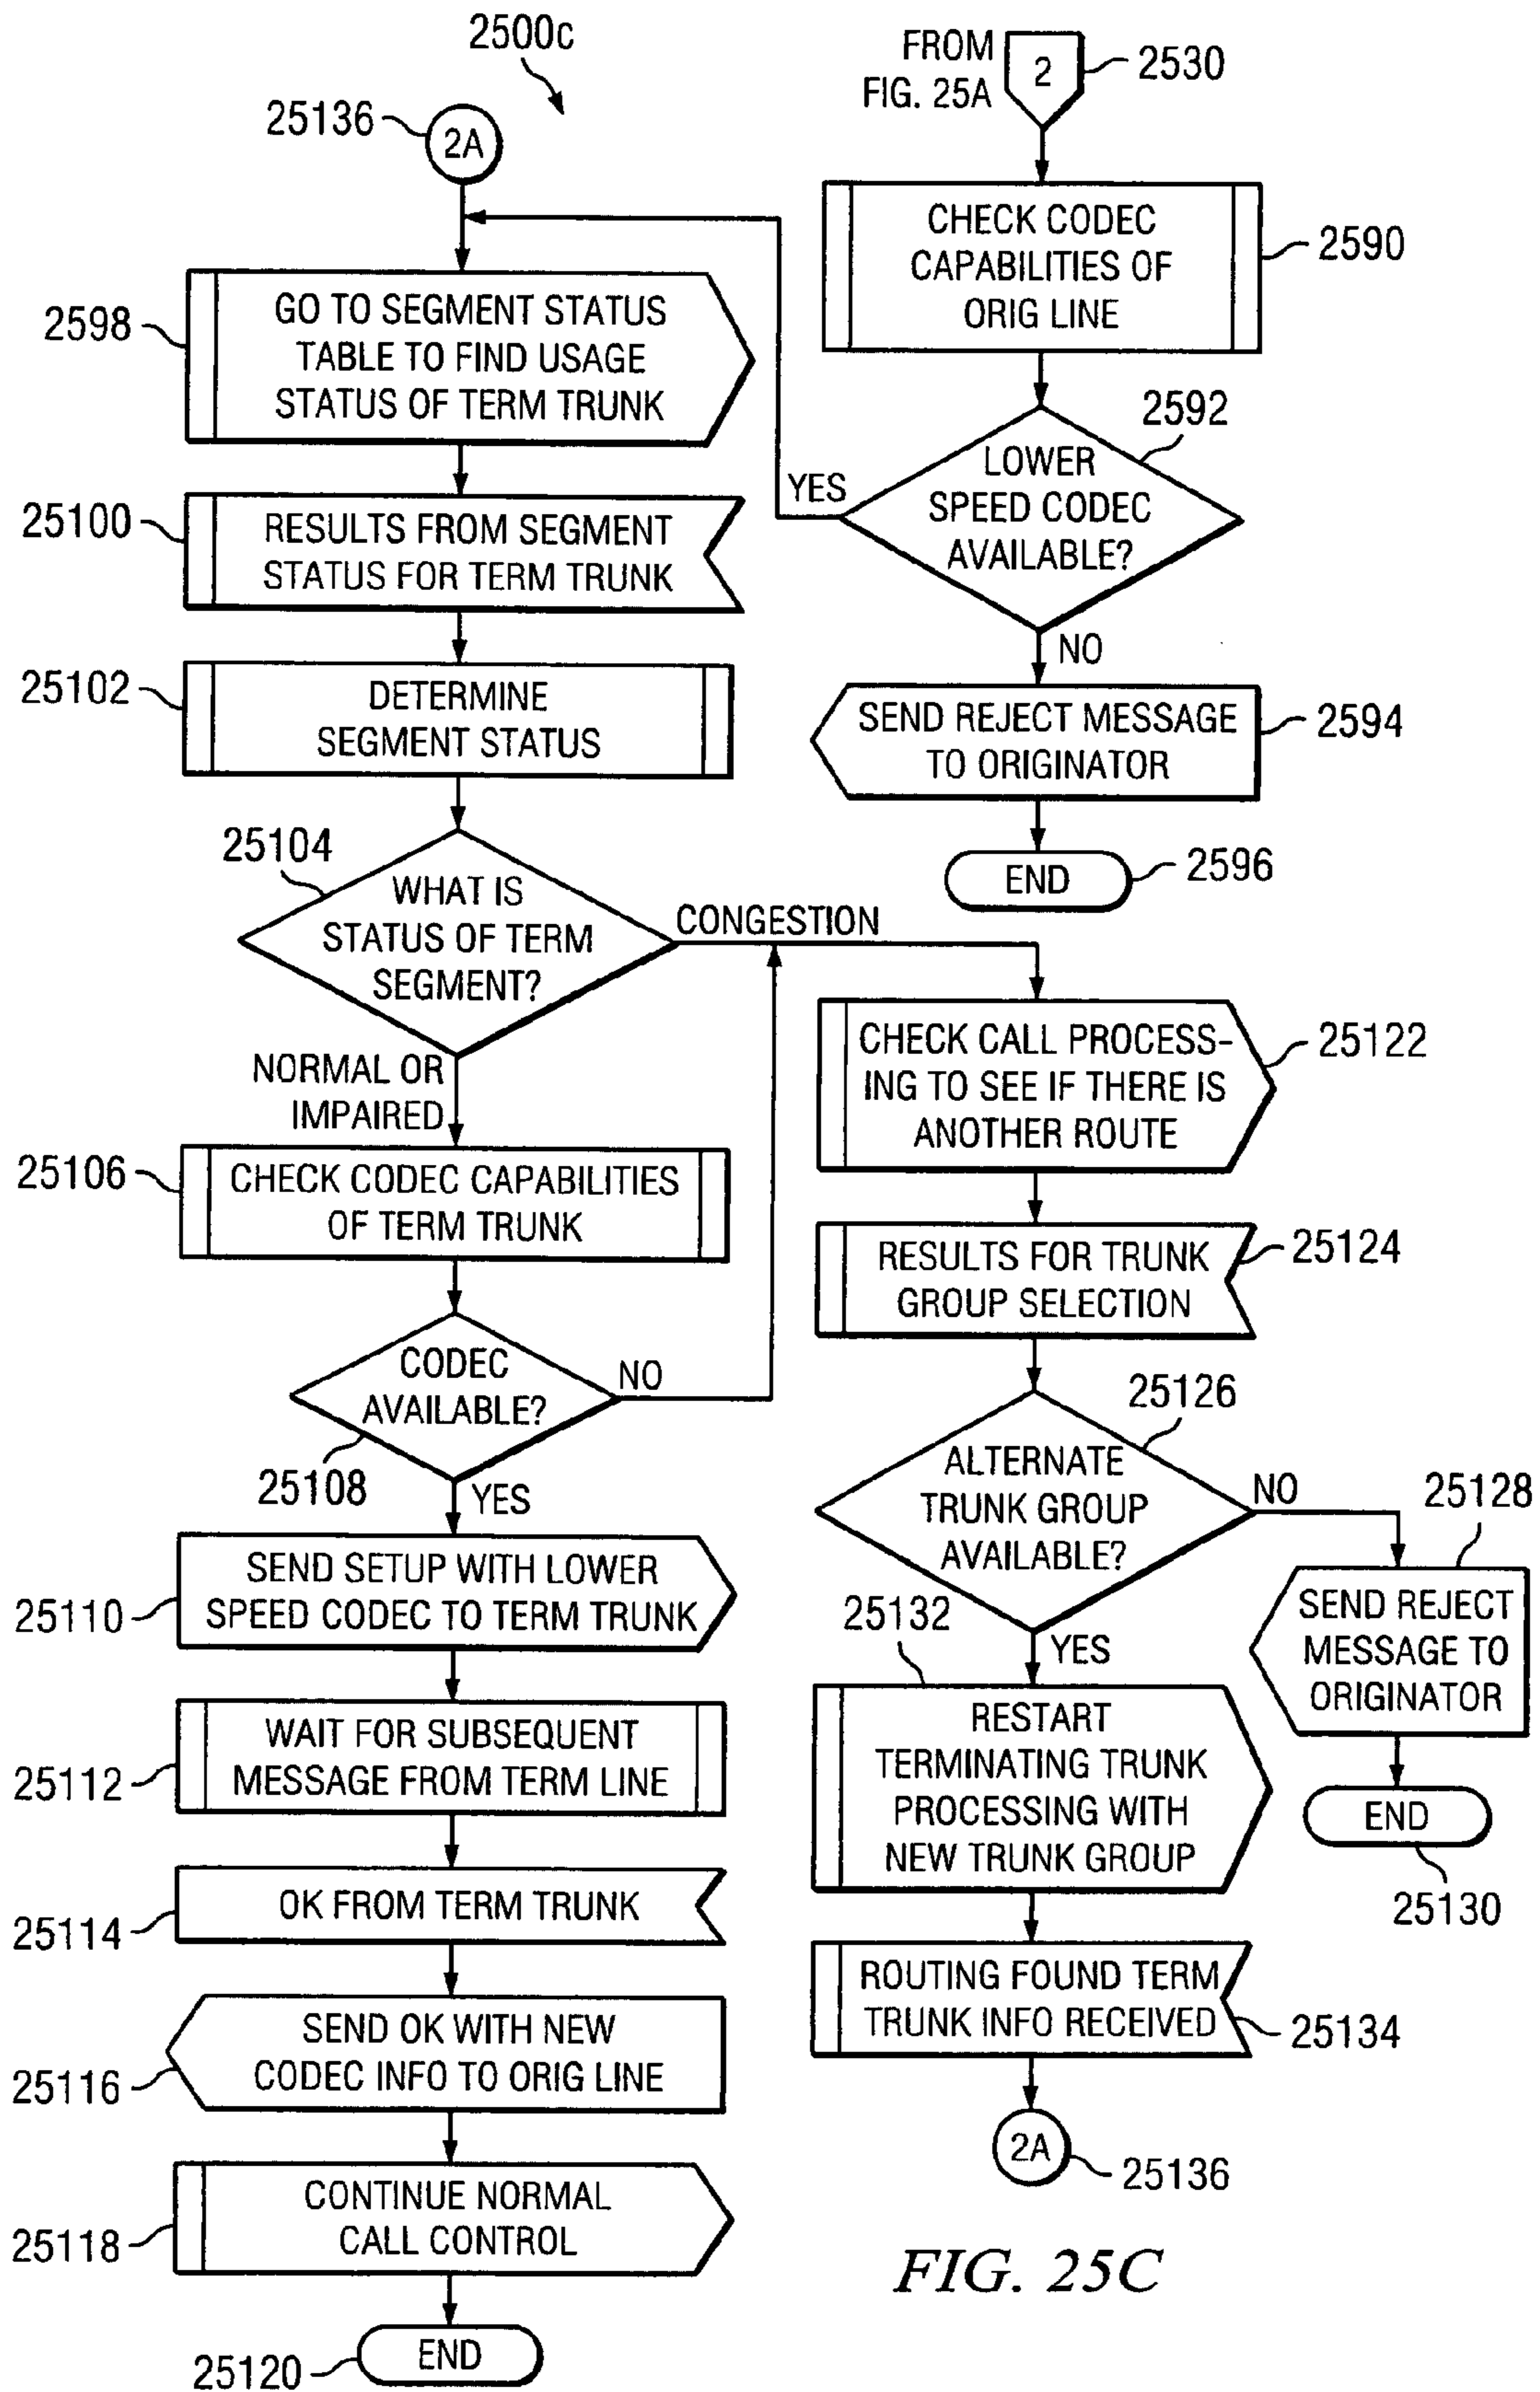 2500c
25136
2A
FROM
FIG. 25A
2
2530
CHECK CODEC
CAPABILITIES OF
ORIG LINE
2590
2598
GO TO SEGMENT STATUS
TABLE TO FIND USAGE
STATUS OF TERM TRUNK
2592
LOWER
SPEED CODEC
AVAILABLE?
YES
NO
25100
RESULTS FROM SEGMENT
STATUS FOR TERM TRUNK
25102
DETERMINE
SEGMENT STATUS
SEND REJECT MESSAGE
TO ORIGINATOR
2594
END
2596
25104
WHAT IS
STATUS OF TERM
SEGMENT?
CONGESTION
NORMAL OR
IMPAIRED
25106
CHECK CODEC CAPABILITIES
OF TERM TRUNK
CODEC
AVAILABLE?
NO
25108
YES
25110
SEND SETUP WITH LOWER
SPEED CODEC TO TERM TRUNK
25112
WAIT FOR SUBSEQUENT
MESSAGE FROM TERM LINE
25114
OK FROM TERM TRUNK
25116
SEND OK WITH NEW
CODEC INFO TO ORIG LINE
25118
CONTINUE NORMAL
CALL CONTROL
25120
END
CHECK CALL PROCESS-
ING TO SEE IF THERE IS
ANOTHER ROUTE
25122
RESULTS FOR TRUNK
GROUP SELECTION
25124
25126
ALTERNATE
TRUNK GROUP
AVAILABLE?
NO
25128
SEND REJECT
MESSAGE TO
ORIGINATOR
END
25130
25132
YES
RESTART
TERMINATING TRUNK
PROCESSING WITH
NEW TRUNK GROUP
ROUTING FOUND TERM
TRUNK INFO RECEIVED
25134
2A
25136
FIG. 25C